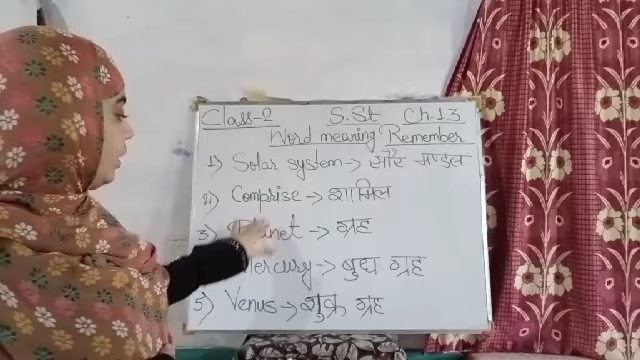 Class-2 S.St Ch-13
Word meaning Remember
1) Solar system → सौर मण्डल
2) Comprise → शामिल
3) Planet → ग्रह
Mercury → बुध ग्रह
5) Venus → शुक्र ग्रह